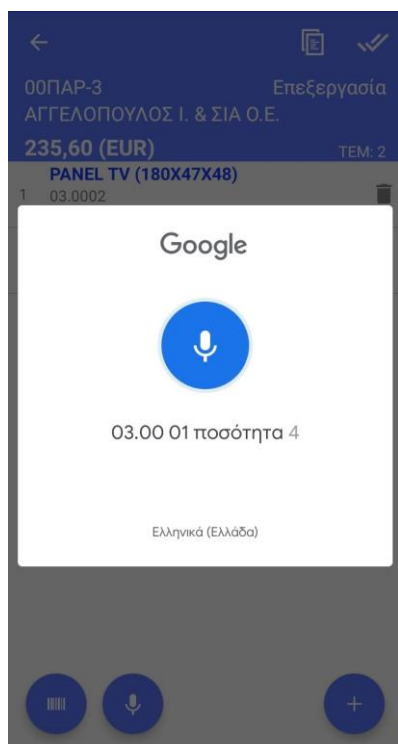 00ΠΑΡ-3 Επεξεργασία
ΑΓΓΕΛΟΠΟΥΛΟΣ Ι. & ΣΙΑ Ο.Ε.
235,60 (EUR) ΤΕΜ: 2
PANEL TV (180X47X48)
1 03.0002
Google
03.00 01 ποσότητα 4
Ελληνικά (Ελλάδα)